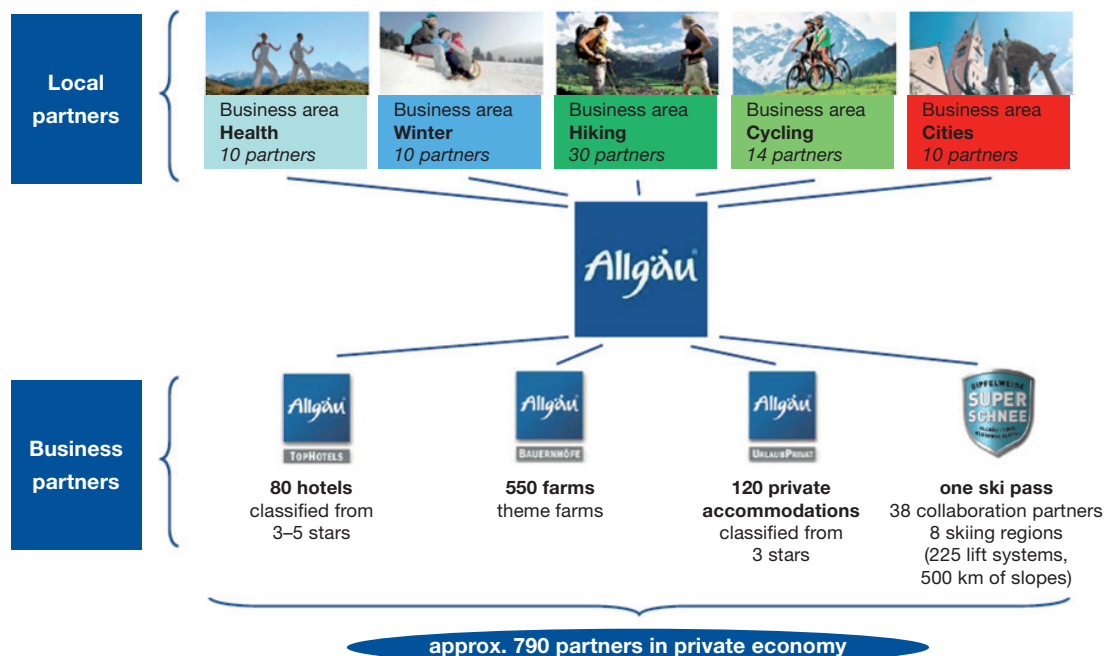 Local
partners
Business area
Health
10 partners
Business area
Winter
10 partners
Business area
Hiking
30 partners
Business area
Cycling
14 partners
Business area
Cities
10 partners
Allgäu®
Business
partners
Allgäu
TOPHOTELS
80 hotels
classified from
3–5 stars
Allgäu
BAUERNHÖFE
550 farms
theme farms
Allgäu
URLAUBPRIVAT
120 private
accommodations
classified from
3 stars
GIPFELWEISE
SUPER
SCHNEE
ALLGÄU · TIROL
KLEINWALSERTAL
one ski pass
38 collaboration partners
8 skiing regions
(225 lift systems,
500 km of slopes)
approx. 790 partners in private economy